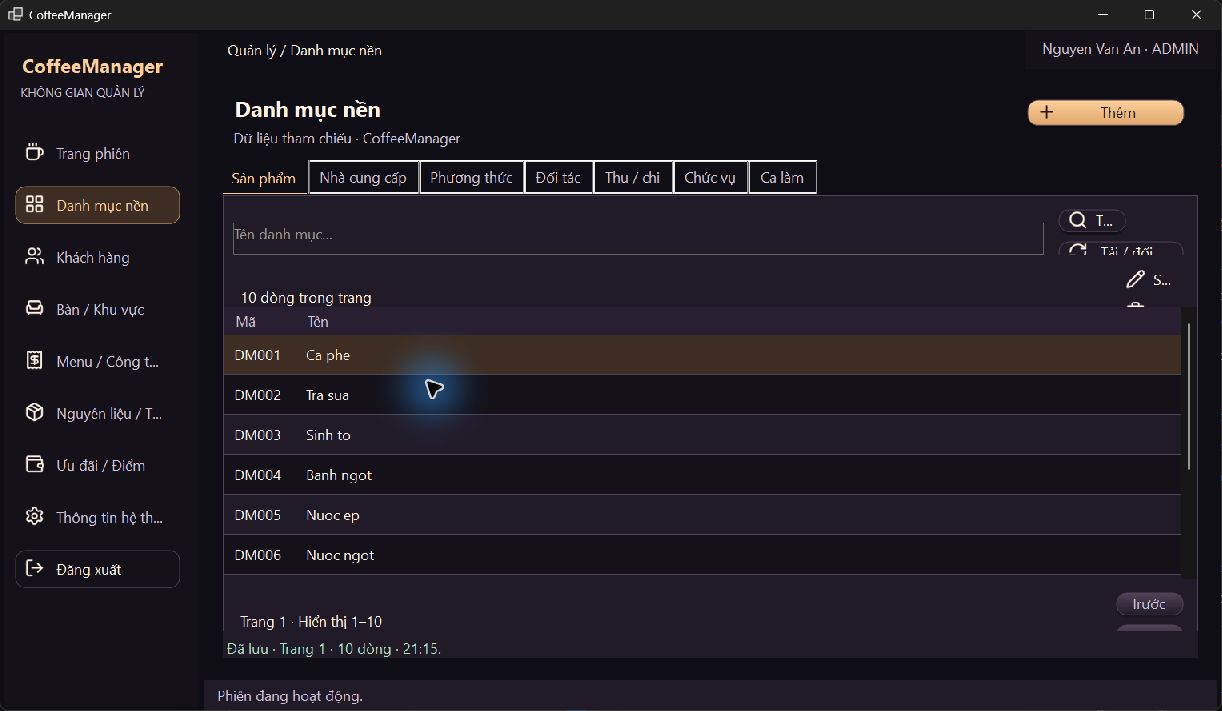 CoffeeManager
CoffeeManager
KHÔNG GIAN QUẢN LÝ
Trang phiên
Danh mục nền
Khách hàng
Bàn / Khu vực
Menu / Công t...
Nguyên liệu / T...
Ưu đãi / Điểm
Thông tin hệ th...
Đăng xuất
Quản lý / Danh mục nền
Nguyen Van An · ADMIN
Danh mục nền
Dữ liệu tham chiếu · CoffeeManager
Thêm
Sản phẩm Nhà cung cấp Phương thức Đối tác Thu / chi Chức vụ Ca làm
Tên danh mục...
T...
Tải / đổi
S...
10 dòng trong trang
Mã Tên
DM001 Ca phe
DM002 Tra sua
DM003 Sinh to
DM004 Banh ngot
DM005 Nuoc ep
DM006 Nuoc ngot
Trước
Trang 1 · Hiển thị 1–10
Đã lưu · Trang 1 · 10 dòng · 21:15.
Phiên đang hoạt động.